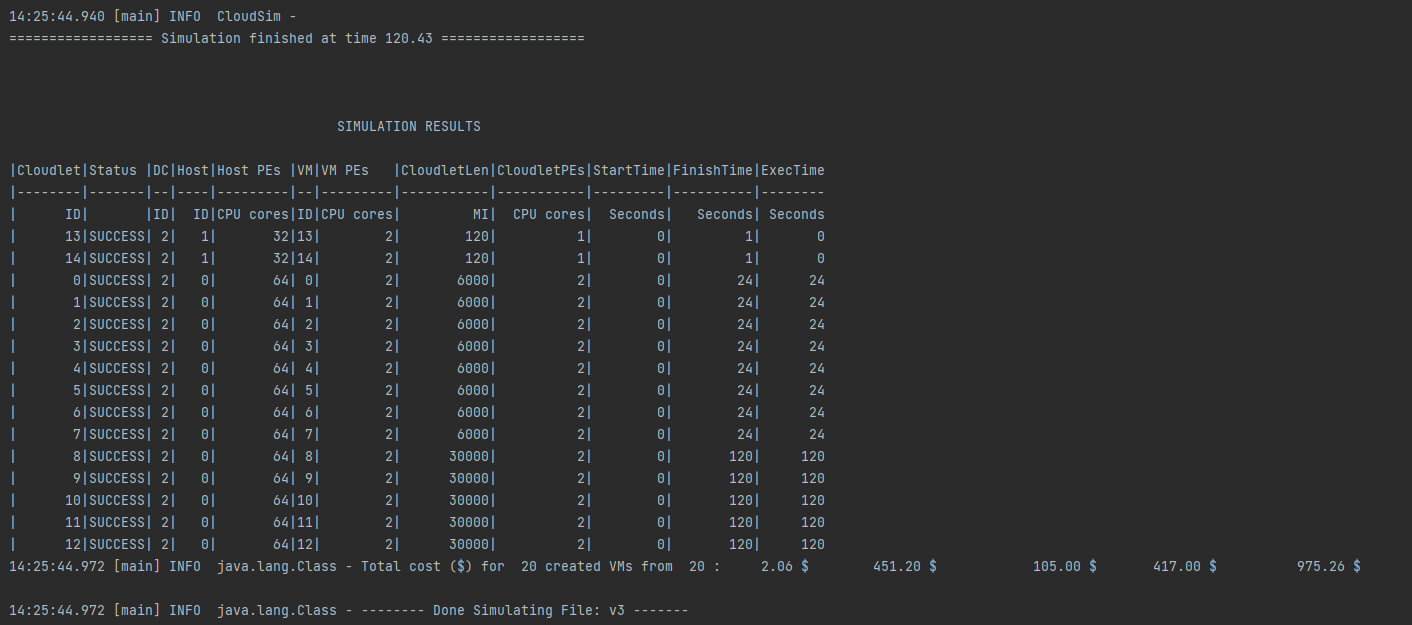 14:25:44.940 [main] INFO  CloudSim -
================== Simulation finished at time 120.43 ==================
SIMULATION RESULTS
|Cloudlet|Status |DC|Host|Host PEs |VM|VM PEs   |CloudletLen|CloudletPEs|StartTime|FinishTime|ExecTime
|--------|-------|--|----|---------|--|---------|-----------|-----------|---------|----------|--------
|      ID|       |ID|  ID|CPU cores|ID|CPU cores|         MI|  CPU cores|  Seconds|   Seconds| Seconds
|      13|SUCCESS| 2|   1|       32|13|        2|        120|          1|        0|         1|       0
|      14|SUCCESS| 2|   1|       32|14|        2|        120|          1|        0|         1|       0
|       0|SUCCESS| 2|   0|       64| 0|        2|       6000|          2|        0|        24|      24
|       1|SUCCESS| 2|   0|       64| 1|        2|       6000|          2|        0|        24|      24
|       2|SUCCESS| 2|   0|       64| 2|        2|       6000|          2|        0|        24|      24
|       3|SUCCESS| 2|   0|       64| 3|        2|       6000|          2|        0|        24|      24
|       4|SUCCESS| 2|   0|       64| 4|        2|       6000|          2|        0|        24|      24
|       5|SUCCESS| 2|   0|       64| 5|        2|       6000|          2|        0|        24|      24
|       6|SUCCESS| 2|   0|       64| 6|        2|       6000|          2|        0|        24|      24
|       7|SUCCESS| 2|   0|       64| 7|        2|       6000|          2|        0|        24|      24
|       8|SUCCESS| 2|   0|       64| 8|        2|      30000|          2|        0|       120|     120
|       9|SUCCESS| 2|   0|       64| 9|        2|      30000|          2|        0|       120|     120
|      10|SUCCESS| 2|   0|       64|10|        2|      30000|          2|        0|       120|     120
|      11|SUCCESS| 2|   0|       64|11|        2|      30000|          2|        0|       120|     120
|      12|SUCCESS| 2|   0|       64|12|        2|      30000|          2|        0|       120|     120
14:25:44.972 [main] INFO  java.lang.Class - Total cost ($) for  20 created VMs from  20 :     2.06 $        451.20 $            105.00 $       417.00 $          975.26 $
14:25:44.972 [main] INFO  java.lang.Class - -------- Done Simulating File: v3 -------